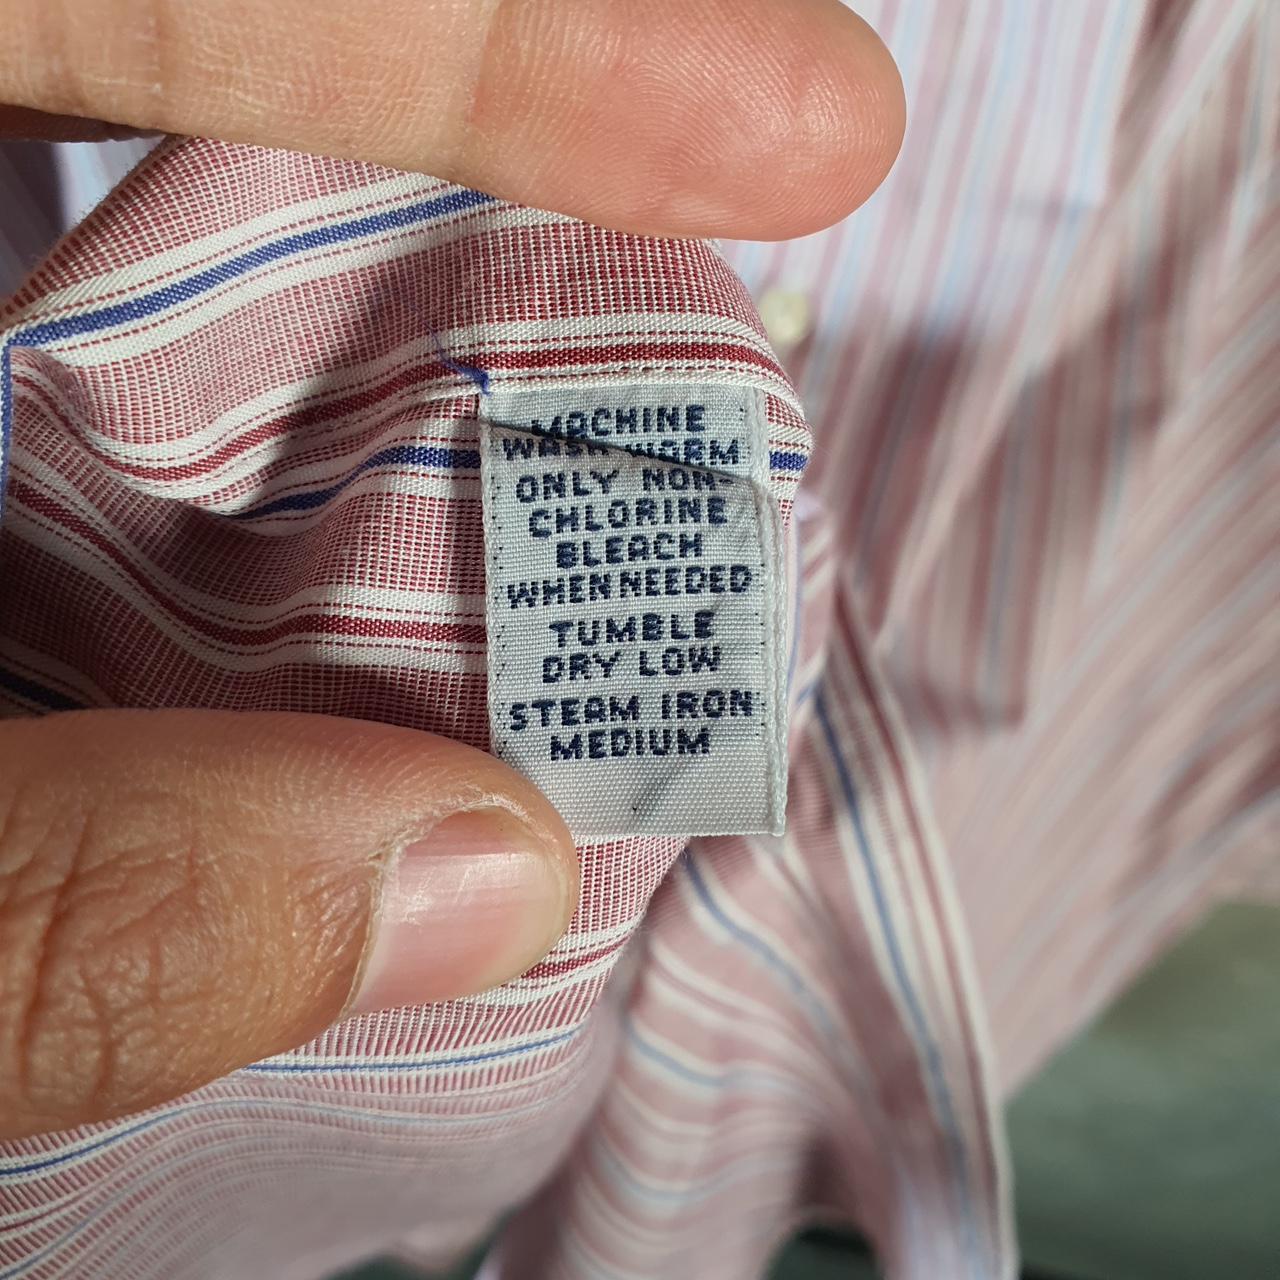 MACHINE
WASH WARM
ONLY NON-
CHLORINE
BLEACH
WHEN NEEDED
TUMBLE
DRY LOW
STEAM IRON
MEDIUM